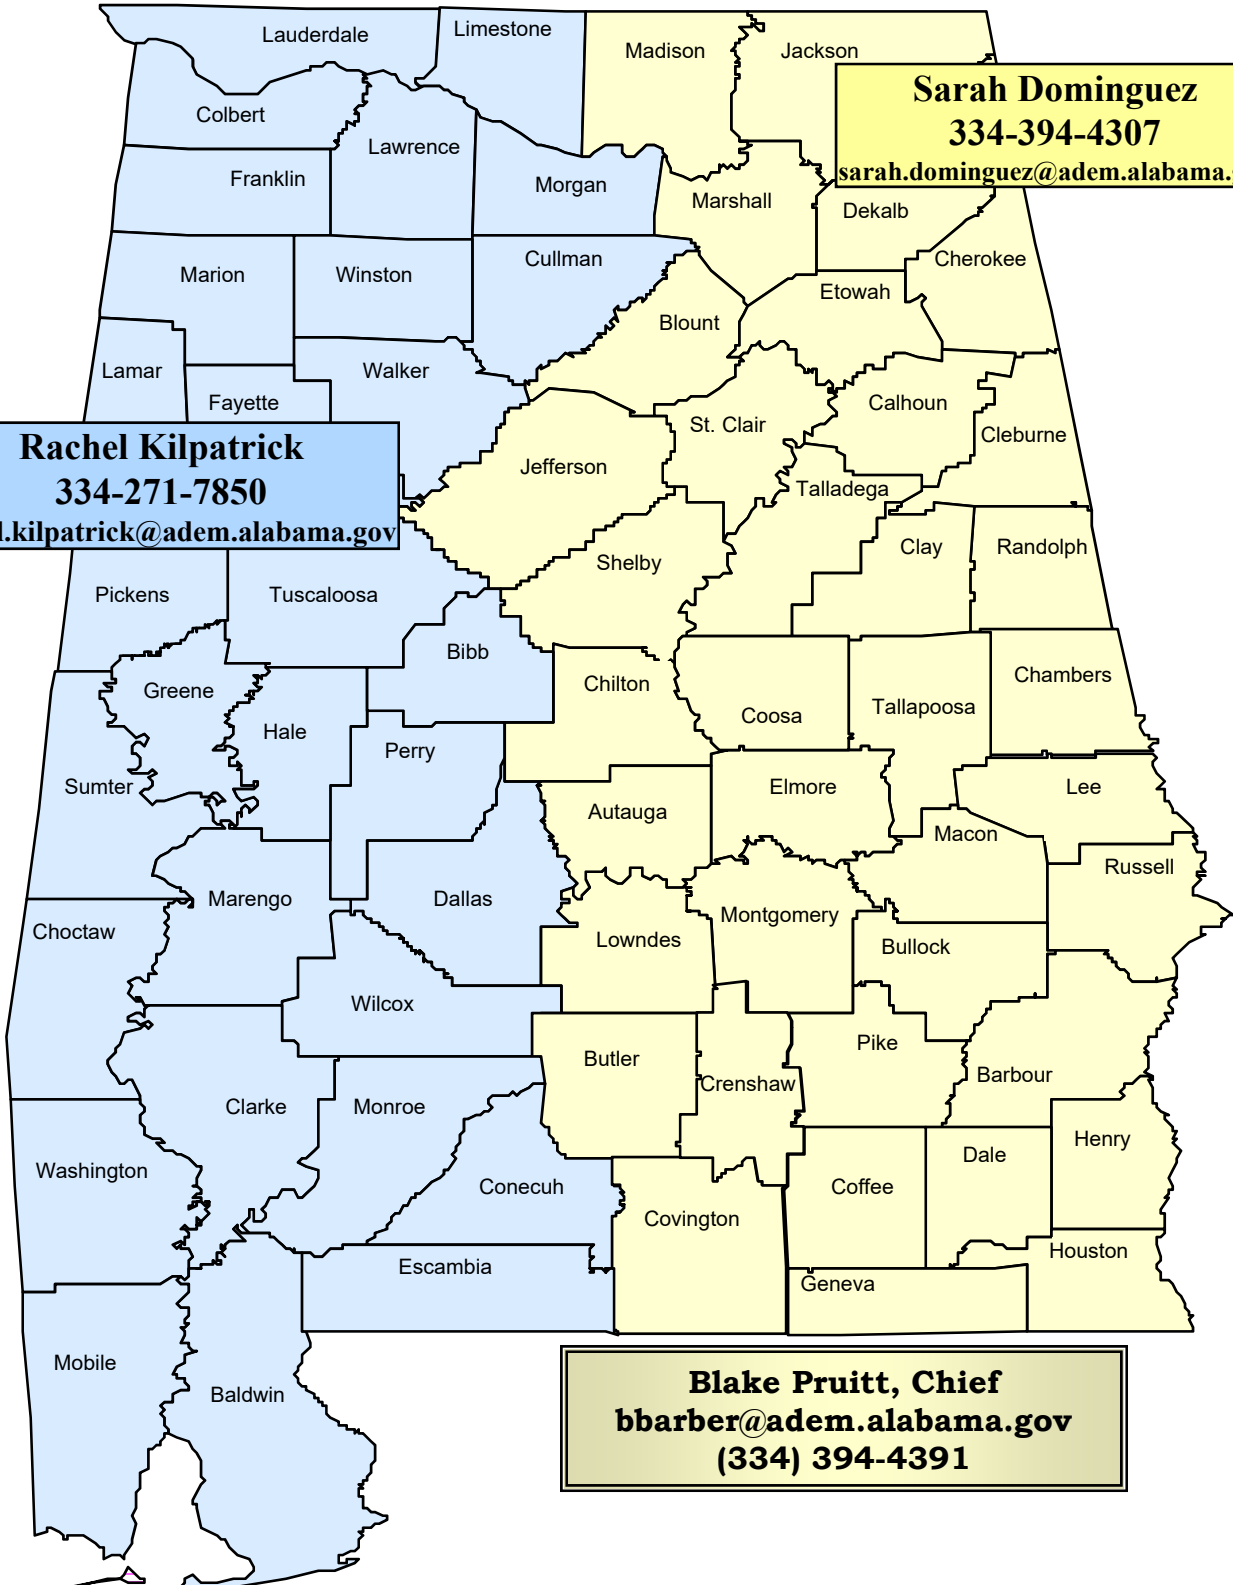 Lauderdale
Limestone
Madison
Jackson
Sarah Dominguez
334-394-4307
sarah.dominguez@adem.alabama.
Colbert
Lawrence
Franklin
Morgan
Marshall
Dekalb
Cherokee
Marion
Winston
Cullman
Etowah
Blount
Lamar
Walker
Fayette
Calhoun
St. Clair
Cleburne
Rachel Kilpatrick
334-271-7850
l.kilpatrick@adem.alabama.gov
Jefferson
Talladega
Shelby
Clay
Randolph
Pickens
Tuscaloosa
Bibb
Greene
Chilton
Chambers
Hale
Coosa
Tallapoosa
Perry
Sumter
Elmore
Lee
Autauga
Macon
Russell
Marengo
Dallas
Montgomery
Choctaw
Lowndes
Bullock
Wilcox
Butler
Pike
Crenshaw
Barbour
Clarke
Monroe
Henry
Dale
Washington
Conecuh
Coffee
Covington
Houston
Escambia
Geneva
Mobile
Baldwin
Blake Pruitt, Chief
bbarber@adem.alabama.gov
(334) 394-4391